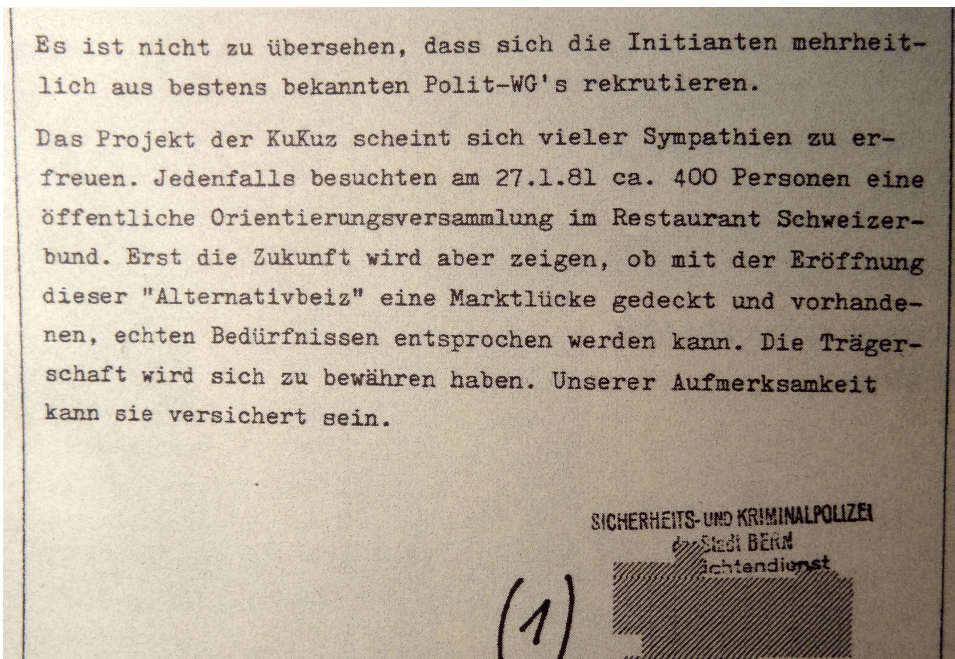 Es ist nicht zu übersehen, dass sich die Initianten mehrheit-
lich aus bestens bekannten Polit-WG's rekrutieren.
Das Projekt der KuKuz scheint sich vieler Sympathien zu er-
freuen. Jedenfalls besuchten am 27.1.81 ca. 400 Personen eine
öffentliche Orientierungsversammlung im Restaurant Schweizer-
bund. Erst die Zukunft wird aber zeigen, ob mit der Eröffnung
dieser "Alternativbeiz" eine Marktlücke gedeckt und vorhande-
nen, echten Bedürfnissen entsprochen werden kann. Die Träger-
schaft wird sich zu bewähren haben. Unserer Aufmerksamkeit
kann sie versichert sein.
SICHERHEITS- UND KRIMINALPOLIZEI
der Stadt BERN
ichtendienst
(1)